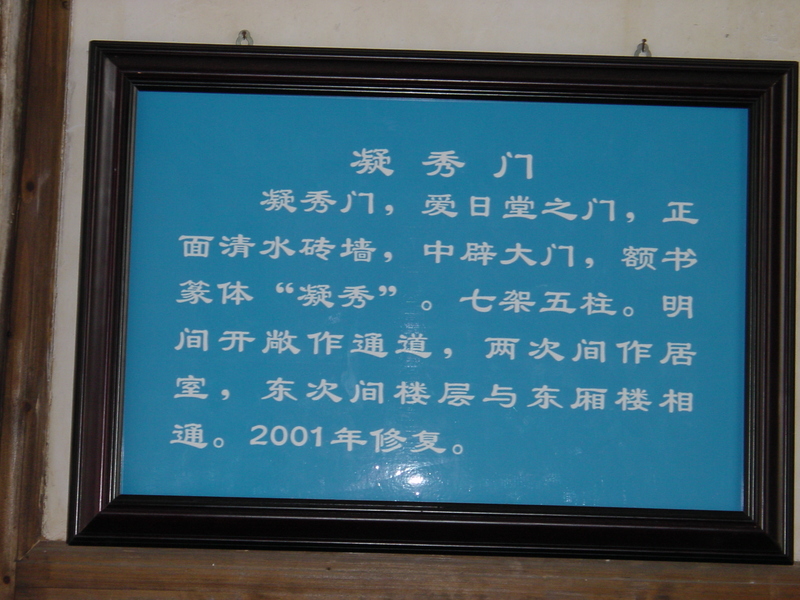 凝秀门
凝秀门，爱日堂之门，正
面清水砖墙，中辟大门，额书
篆体“凝秀”。七架五柱。明
间开敞作通道，两次间作居
室，东次间楼层与东厢楼相
通。2001年修复。